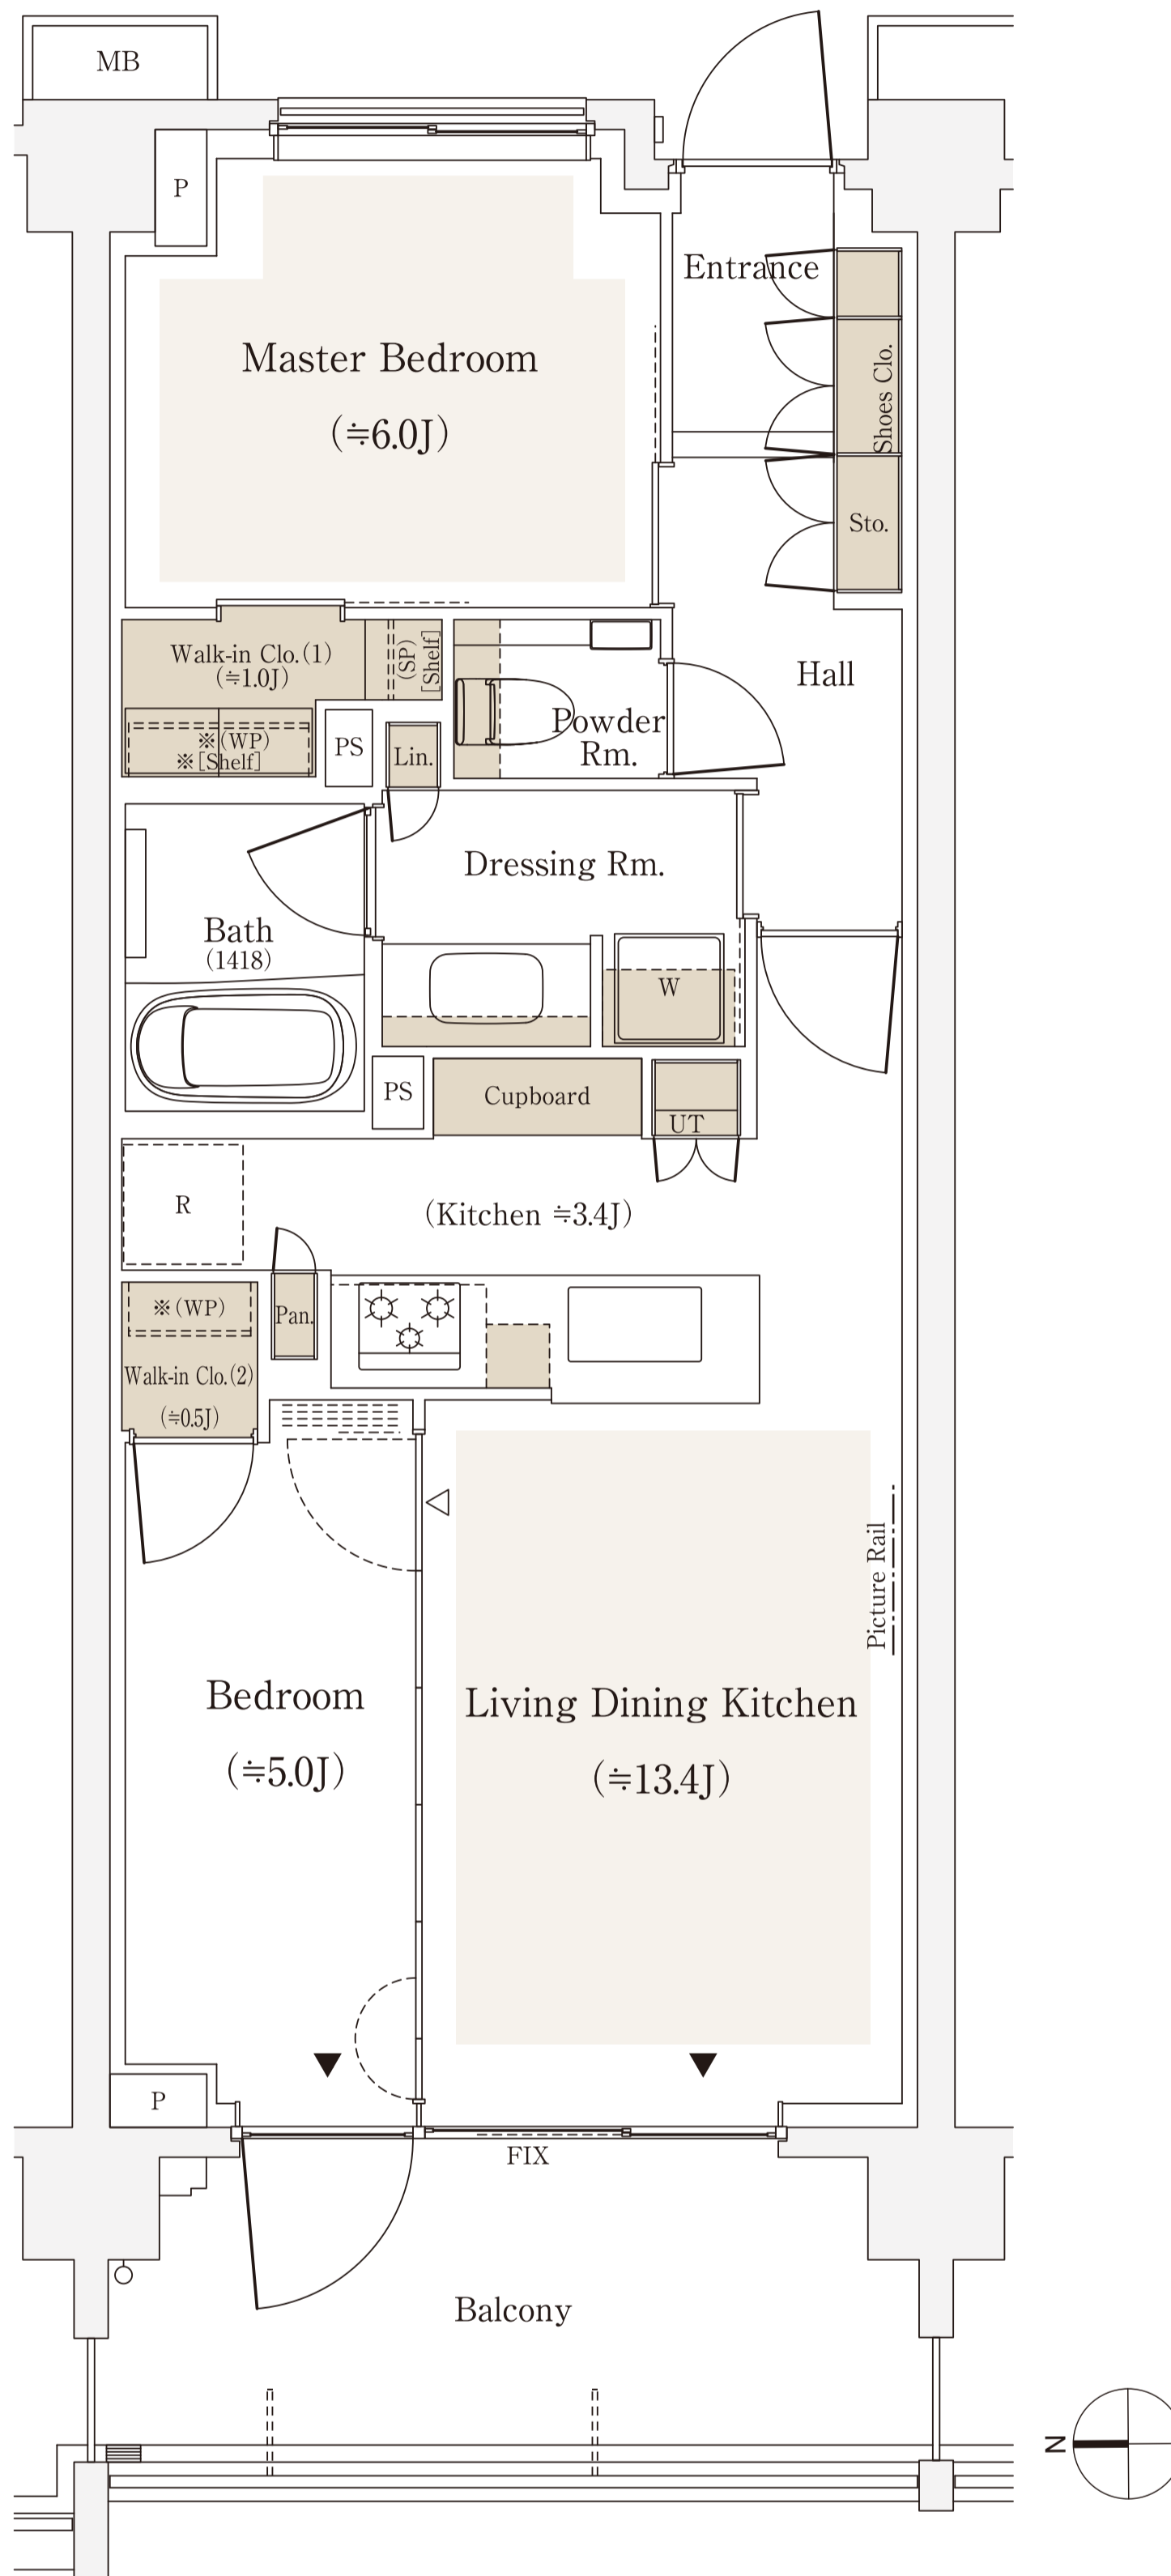 MB
P
Entrance
Master Bedroom
(≒6.0J)
Shoes Clo.
Sto.
Walk-in Clo.(1)
(≒1.0J)
(SP)
[Shelf]
※(WP)
※[Shelf]
PS
Lin.
Powder
Rm.
Hall
Dressing Rm.
Bath
(1418)
W
PS
Cupboard
UT
R
(Kitchen ≒3.4J)
※(WP)
Pan.
Walk-in Clo.(2)
(≒0.5J)
Picture Rail
Bedroom
(≒5.0J)
Living Dining Kitchen
(≒13.4J)
P
FIX
Balcony
N